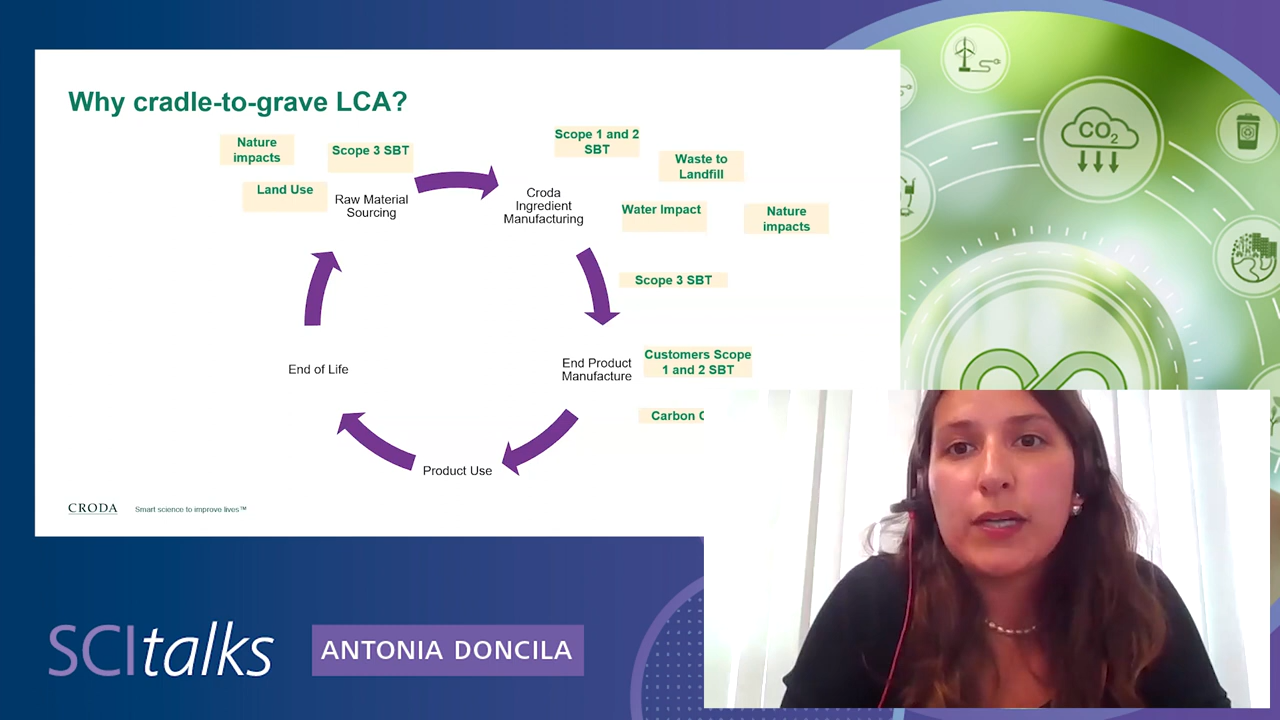 Why cradle-to-grave LCA?
Nature
impacts
Scope 3 SBT
Land Use
Raw Material
Sourcing
Scope 1 and 2
SBT
Waste to
Landfill
Croda
Ingredient
Manufacturing
Water Impact
Nature
impacts
Scope 3 SBT
End Product
Manufacture
Customers Scope
1 and 2 SBT
Carbon
End of Life
Product Use
CRODA
Smart science to improve lives™
CO₂
SCItalks
ANTONIA DONCILA